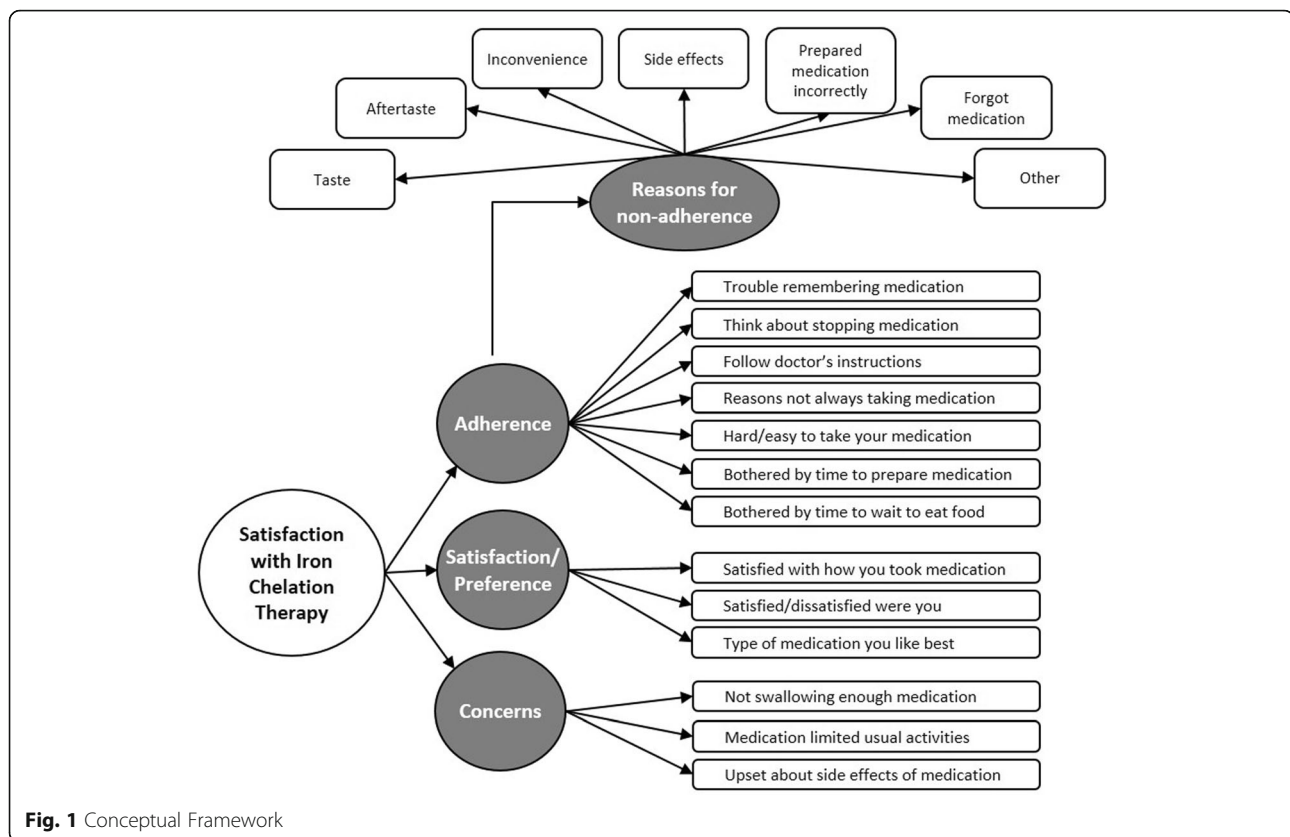 Inconvenience
Side effects
Prepared
medication
incorrectly
Aftertaste
Forgot
medication
Taste
Other
Reasons for
non-adherence
Trouble remembering medication
Think about stopping medication
Follow doctor's instructions
Reasons not always taking medication
Hard/easy to take your medication
Bothered by time to prepare medication
Bothered by time to wait to eat food
Adherence
Satisfaction
with Iron
Chelation
Therapy
Satisfaction/
Preference
Satisfied with how you took medication
Satisfied/dissatisfied were you
Type of medication you like best
Concerns
Not swallowing enough medication
Medication limited usual activities
Upset about side effects of medication
Fig. 1 Conceptual Framework